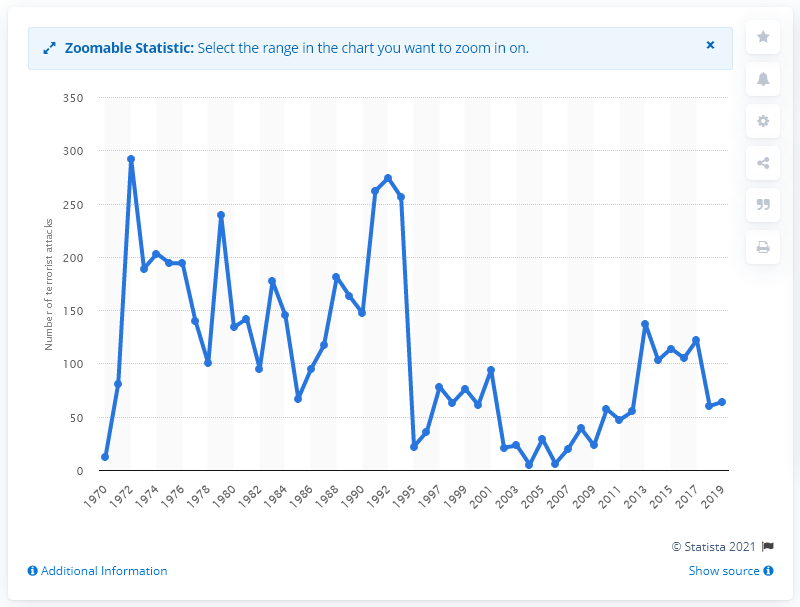 Zoomable Statistic: Select the range in the chart you want to zoom in on.
×
350
300
250
200
150
100
50
0
Number of terrorist attacks
1970 1972 1974 1976 1978 1980 1982 1984 1986 1988 1990 1992 1995 1997 1999 2001 2003 2005 2007 2009 2011 2013 2015 2017 2019
© Statista 2021
Additional Information
Show source